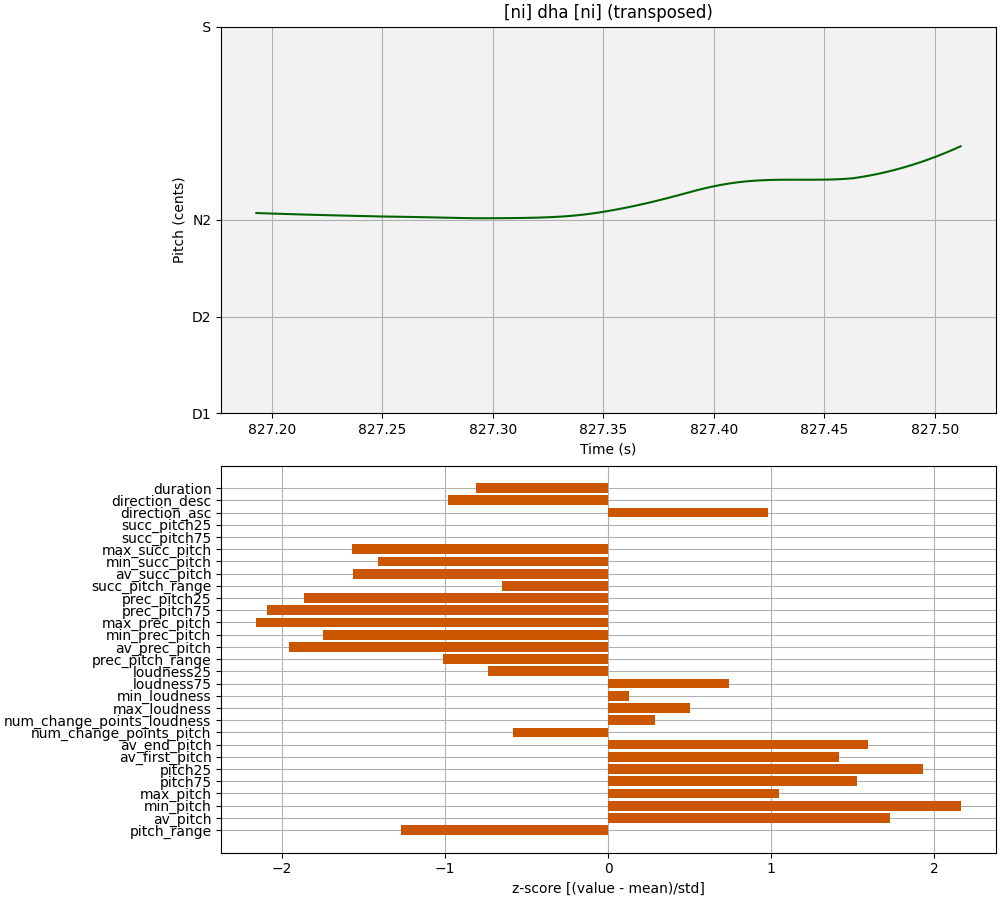 [ni] dha [ni] (transposed)
S
N2
D2
D1
Pitch (cents)
827.20 827.25 827.30 827.35 827.40 827.45 827.50
Time (s)
duration
direction_desc
direction_asc
succ_pitch25
succ_pitch75
max_succ_pitch
min_succ_pitch
av_succ_pitch
succ_pitch_range
prec_pitch25
prec_pitch75
max_prec_pitch
min_prec_pitch
av_prec_pitch
prec_pitch_range
loudness25
loudness75
min_loudness
max_loudness
num_change_points_loudness
num_change_points_pitch
av_end_pitch
av_first_pitch
pitch25
pitch75
max_pitch
min_pitch
av_pitch
pitch_range
−2 −1 0 1 2
z-score [(value - mean)/std]